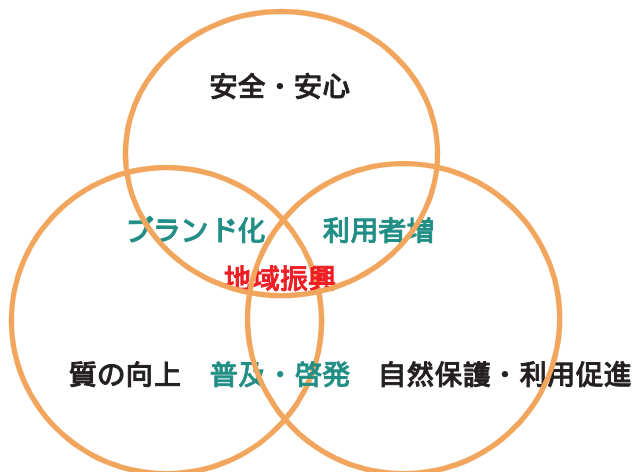 安全・安心
ブランド化
利用者増
地域振興
質の向上
普及・啓発
自然保護・利用促進